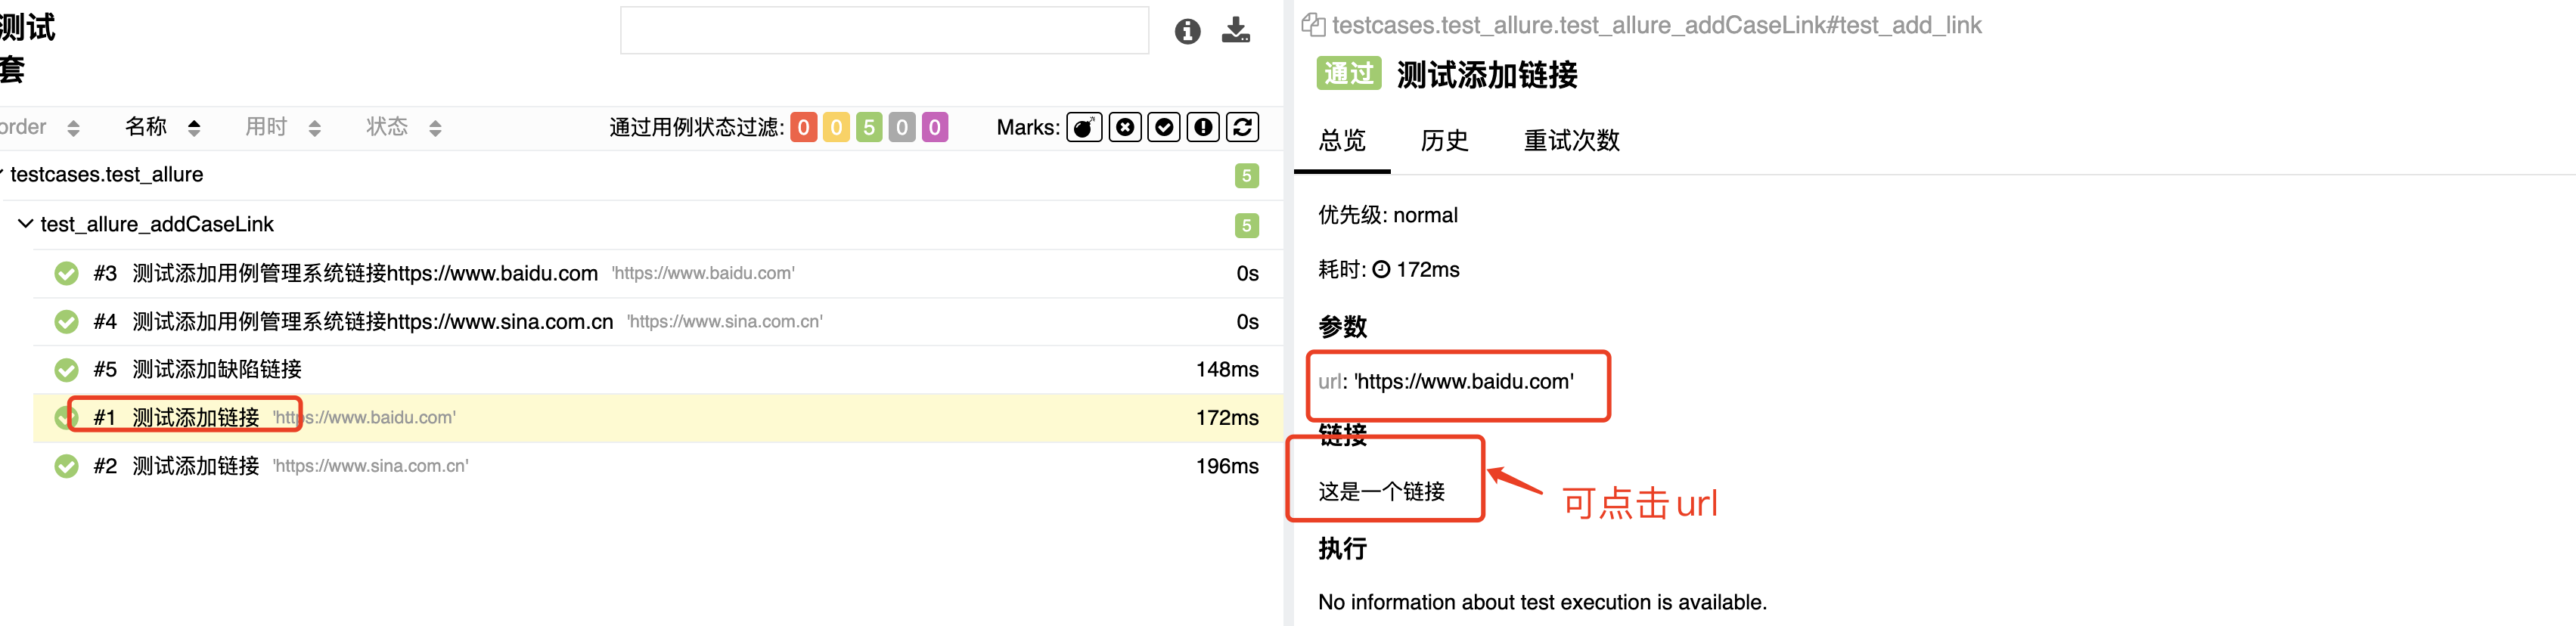 测试
套
order 名称 用时 状态 通过用例状态过滤: 0 0 5 0 0 Marks:
testcases.test_allure 5
test_allure_addCaseLink 5
#3 测试添加用例管理系统链接https://www.baidu.com 'https://www.baidu.com' 0s
#4 测试添加用例管理系统链接https://www.sina.com.cn 'https://www.sina.com.cn' 0s
#5 测试添加缺陷链接 148ms
#1 测试添加链接 'https://www.baidu.com' 172ms
#2 测试添加链接 'https://www.sina.com.cn' 196ms
testcases.test_allure.test_allure_addCaseLink#test_add_link
通过 测试添加链接
总览 历史 重试次数
优先级: normal
耗时: 172ms
参数
url: 'https://www.baidu.com'
链接
这是一个链接
可点击url
执行
No information about test execution is available.